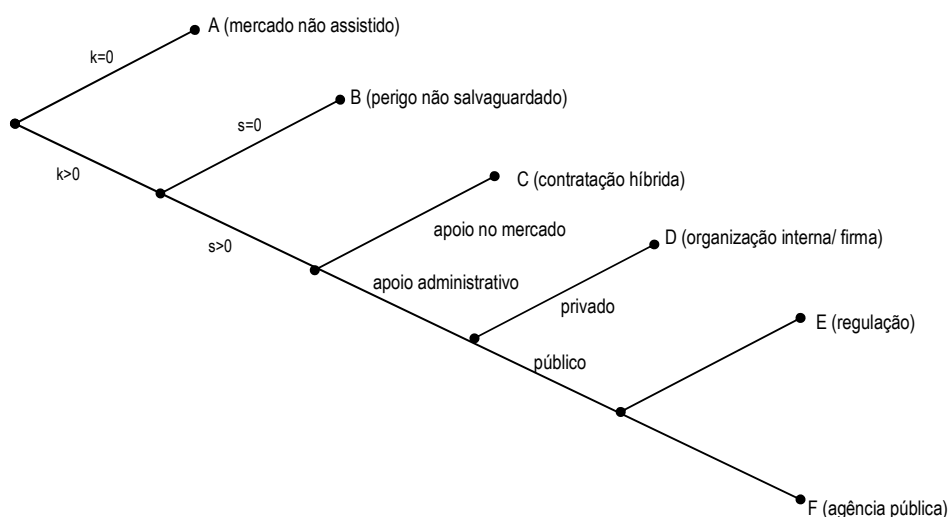 A (mercado não assistido)
k=0
B (perigo não salvaguardado)
s=0
k>0
C (contratação híbrida)
apoio no mercado
s>0
D (organização interna/ firma)
apoio administrativo
privado
E (regulação)
público
F (agência pública)